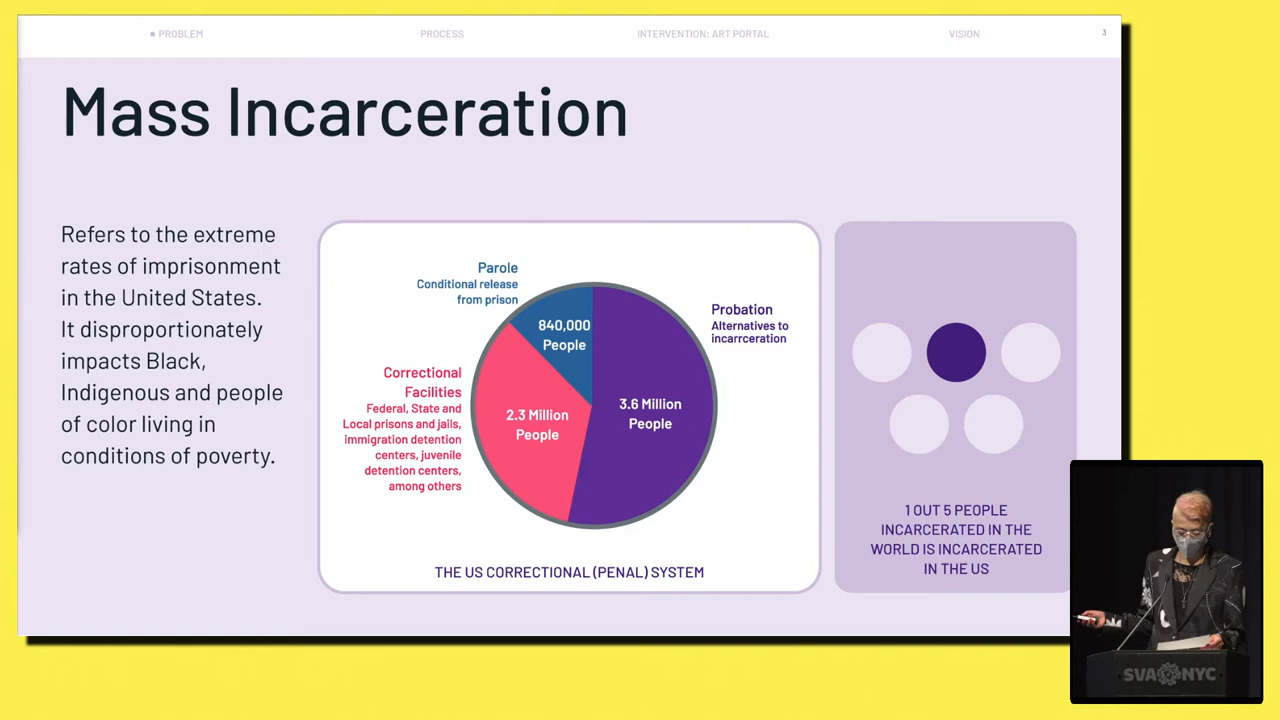 PROBLEM
PROCESS
INTERVENTION: ART PORTAL
VISION
3
Mass Incarceration
Refers to the extreme
rates of imprisonment
in the United States.
It disproportionately
impacts Black,
Indigenous and people
of color living in
conditions of poverty.
Parole
Conditional release
from prison
840,000
People
Probation
Alternatives to
incarrceration
Correctional
Facilities
Federal, State and
Local prisons and jails,
immigration detention
centers, juvenile
detention centers,
among others
2.3 Million
People
3.6 Million
People
THE US CORRECTIONAL (PENAL) SYSTEM
1 OUT 5 PEOPLE
INCARCERATED IN THE
WORLD IS INCARCERATED
IN THE US
SVA NYC